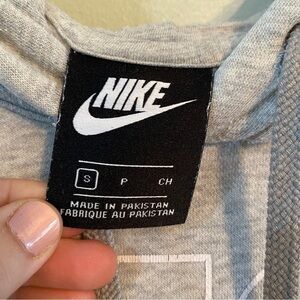 NIKE
S P CH
MADE IN PAKISTAN
FABRIQUE AU PAKISTAN